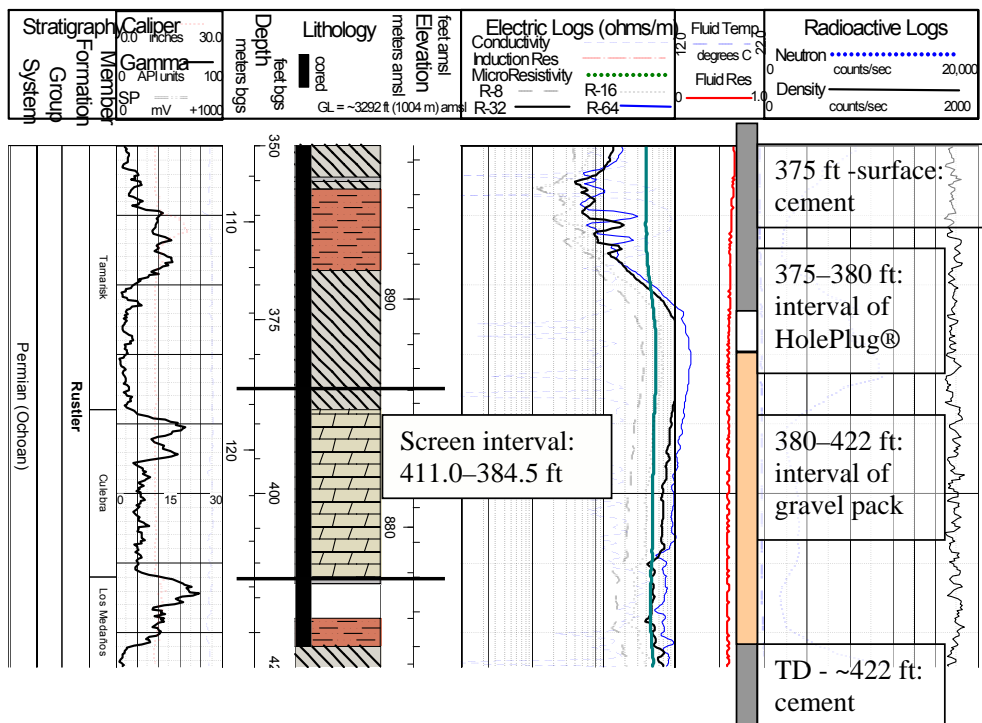 Stratigraphy
System
Group
Formation
Member
Caliper
0.0 inches 30.0
Gamma
0 API units 100
SP
mV +1000
Depth
meters bgs
feet bgs
Lithology
cored
GL = ~3292 ft (1004 m) amsl
Elevation
meters amsl
feet amsl
Electric Logs (ohms/m)
Conductivity
Induction Res
MicroResistivity
R-8 R-16
R-32 R-64
Fluid Temp
12.0 22.0
degrees C
Fluid Res
0 1.0
Radioactive Logs
Neutron
0 counts/sec 20,000
Density
0 counts/sec 2000
Permian (Ochoan)
Rustler
Tamarisk
Culebra
Los Medaños
0 15 30
350
110
375
120
400
42
890
880
Screen interval:
411.0–384.5 ft
375 ft -surface:
cement
375–380 ft:
interval of
HolePlug®
380–422 ft:
interval of
gravel pack
TD - ~422 ft:
cement